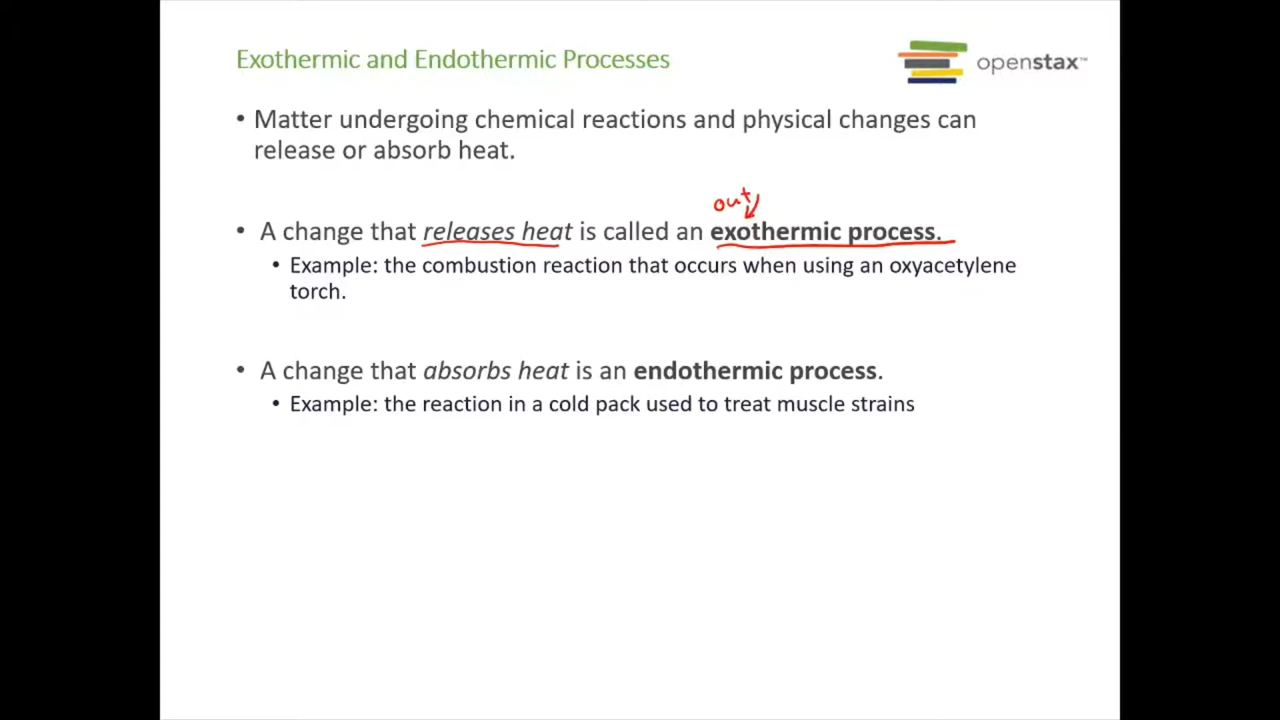 Exothermic and Endothermic Processes
openstax™
• Matter undergoing chemical reactions and physical changes can
release or absorb heat.
out
• A change that releases heat is called an exothermic process.
• Example: the combustion reaction that occurs when using an oxyacetylene
torch.
• A change that absorbs heat is an endothermic process.
• Example: the reaction in a cold pack used to treat muscle strains